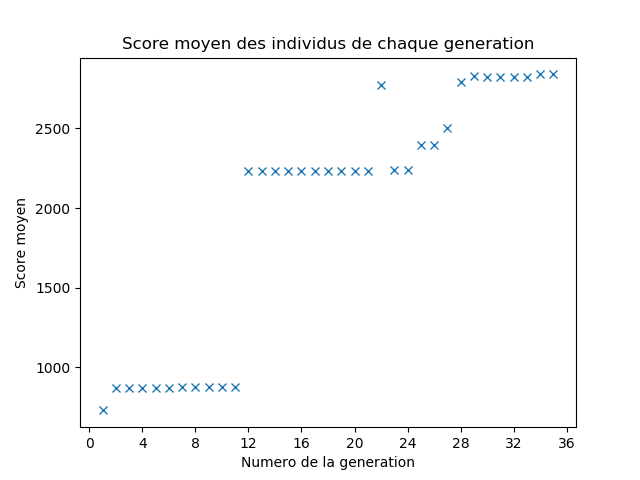 Score moyen des individus de chaque generation
Score moyen
2500
2000
1500
1000
0 4 8 12 16 20 24 28 32 36
Numero de la generation